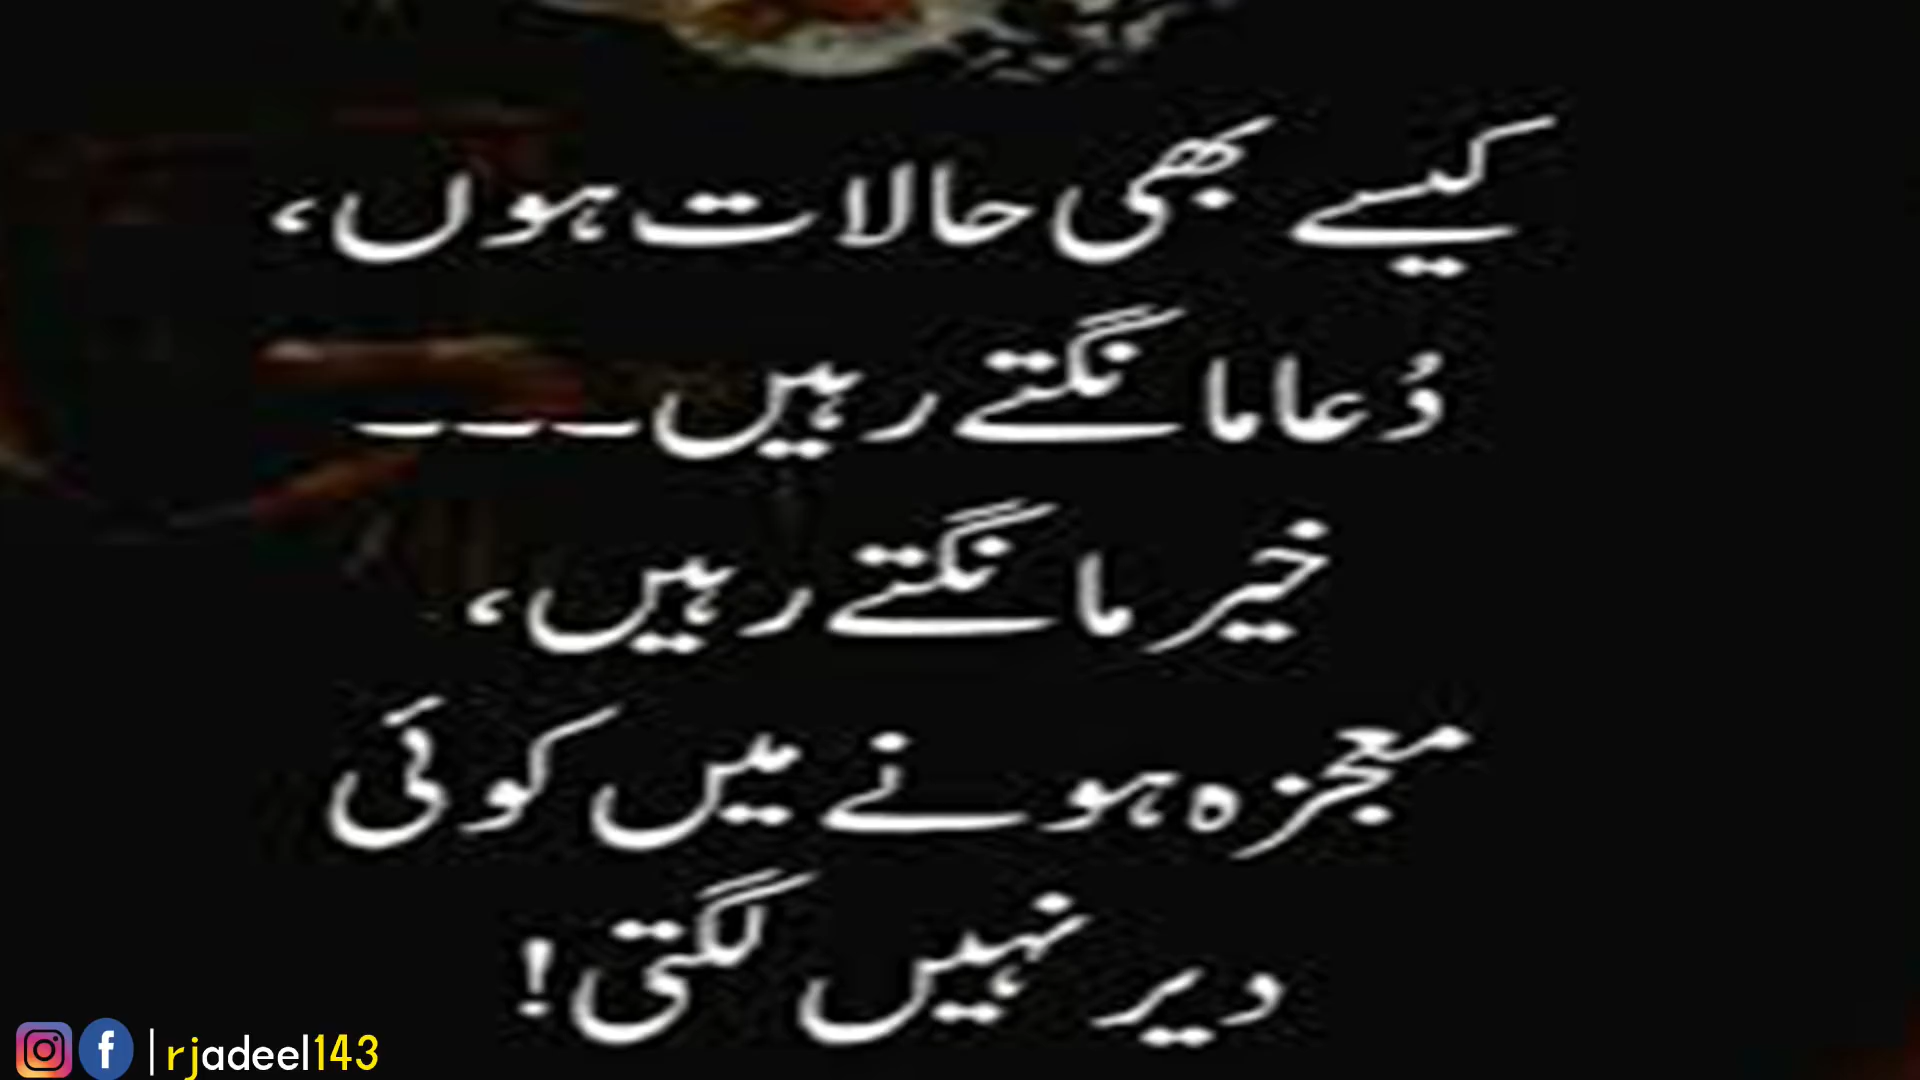 کیسے بھی حالات ہوں،
دُعا مانگتے رہیں۔۔۔
خیر مانگتے رہیں،
معجزہ ہونے میں کوئی
دیر نہیں لگتی!
|rjadeel143